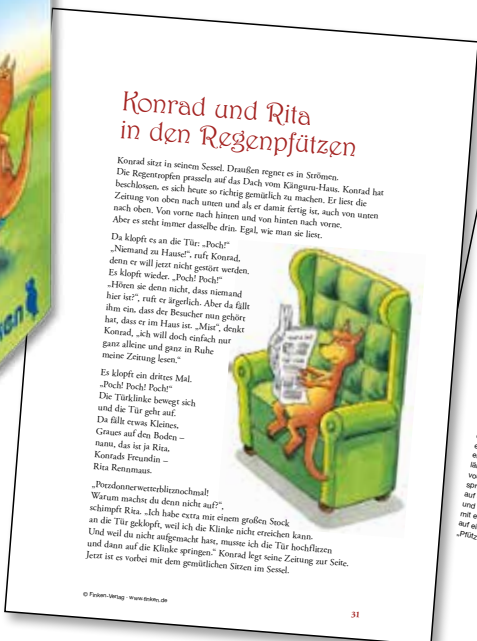 Konrad und Rita
in den Regenpfützen
Konrad sitzt in seinem Sessel. Draußen regnet es in Strömen.
Die Regentropfen prasseln auf das Dach vom Känguru-Haus. Konrad hat
beschlossen, es sich heute so richtig gemütlich zu machen. Er liest die
Zeitung von oben nach unten und als er damit fertig ist, auch von unten
nach oben. Von vorne nach hinten und von hinten nach vorne.
Aber es steht immer dasselbe drin. Egal, wie man sie liest.
Da klopft es an die Tür: „Poch!“
„Niemand zu Hause!“, ruft Konrad,
denn er will jetzt nicht gestört werden.
Es klopft wieder. „Poch! Poch!“
„Hören sie denn nicht, dass niemand
hier ist?“, ruft er ärgerlich. Aber da fällt
ihm ein, dass der Besucher nun gehört
hat, dass er im Haus ist. „Mist“, denkt
Konrad, „ich will doch einfach nur
ganz alleine und ganz in Ruhe
meine Zeitung lesen.“
Es klopft ein drittes Mal.
„Poch! Poch! Poch!“
Die Türklinke bewegt sich
und die Tür geht auf.
Da fällt etwas Kleines,
Graues auf den Boden –
nanu, das ist ja Rita,
Konrads Freundin –
Rita Rennmaus.
„Potzdonnerwetterblitznochmal!
Warum machst du denn nicht auf?“,
schimpft Rita. „Ich habe extra mit einem großen Stock
an die Tür geklopft, weil ich die Klinke nicht erreichen kann.
Und weil du nicht aufgemacht hast, musste ich die Tür hochflitzen
und dann auf die Klinke springen.“ Konrad legt seine Zeitung zur Seite.
Jetzt ist es vorbei mit dem gemütlichen Sitzen im Sessel.
© Finken-Verlag · www.finken.de
31
auf
und
mit e
auf ei
„Pfütz